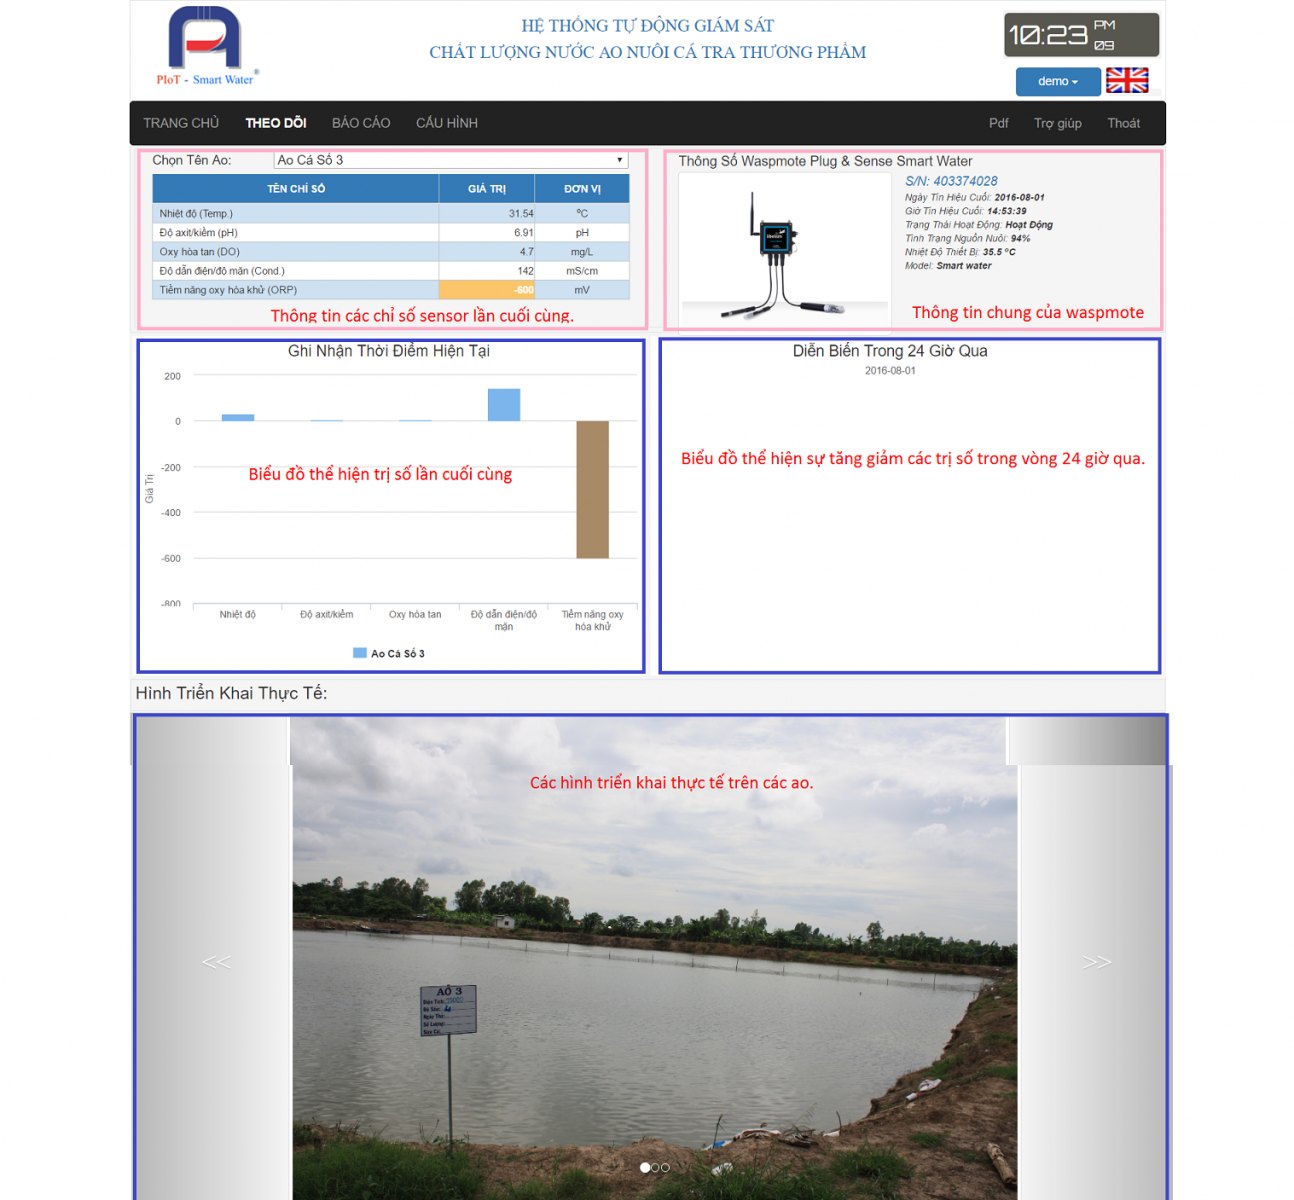 PIoT - Smart Water®
HỆ THỐNG TỰ ĐỘNG GIÁM SÁT
CHẤT LƯỢNG NƯỚC AO NUÔI CÁ TRA THƯƠNG PHẨM
10:23 PM 09
demo
TRANG CHỦ THEO DÕI BÁO CÁO CẤU HÌNH Pdf Trợ giúp Thoát
Chọn Tên Ao: Ao Cá Số 3
TÊN CHỈ SỐ GIÁ TRỊ ĐƠN VỊ
Nhiệt độ (Temp.) 31.54 ºC
Độ axit/kiềm (pH) 6.91 pH
Oxy hòa tan (DO) 4.7 mg/L
Độ dẫn điện/độ mặn (Cond.) 142 mS/cm
Tiềm năng oxy hóa khử (ORP) -600 mV
Thông tin các chỉ số sensor lần cuối cùng.
Thông Số Waspmote Plug & Sense Smart Water
S/N: 403374028
Ngày Tín Hiệu Cuối: 2016-08-01
Giờ Tín Hiệu Cuối: 14:53:39
Trạng Thái Hoạt Động: Hoạt Động
Tình Trạng Nguồn Nuôi: 94%
Nhiệt Độ Thiết Bị: 35.5 ºC
Model: Smart water
Thông tin chung của waspmote
Ghi Nhận Thời Điểm Hiện Tại
200
0
-200
-400
-600
-800
Giá Trị
Biểu đồ thể hiện trị số lần cuối cùng
Nhiệt độ Độ axit/kiềm Oxy hòa tan Độ dẫn điện/độ mặn Tiềm năng oxy hóa khử
Ao Cá Số 3
Diễn Biến Trong 24 Giờ Qua
2016-08-01
Biểu đồ thể hiện sự tăng giảm các trị số trong vòng 24 giờ qua.
Hình Triển Khai Thực Tế:
Các hình triển khai thực tế trên các ao.
<< >>
AO 3